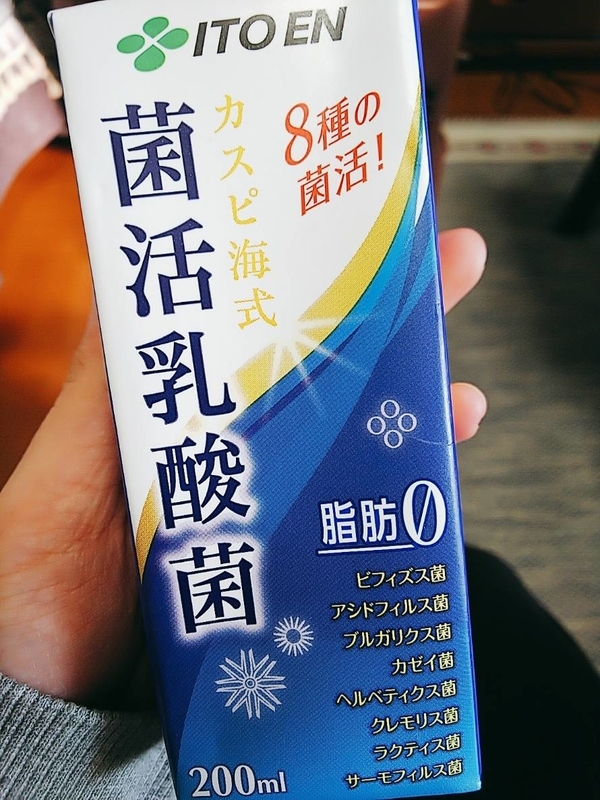 ITO EN
8種の
菌活!
カスピ海式
菌活乳酸菌
脂肪0
ビフィズス菌
アシドフィルス菌
ブルガリクス菌
カゼイ菌
ヘルベティクス菌
クレモリス菌
ラクティス菌
サーモフィルス菌
200ml